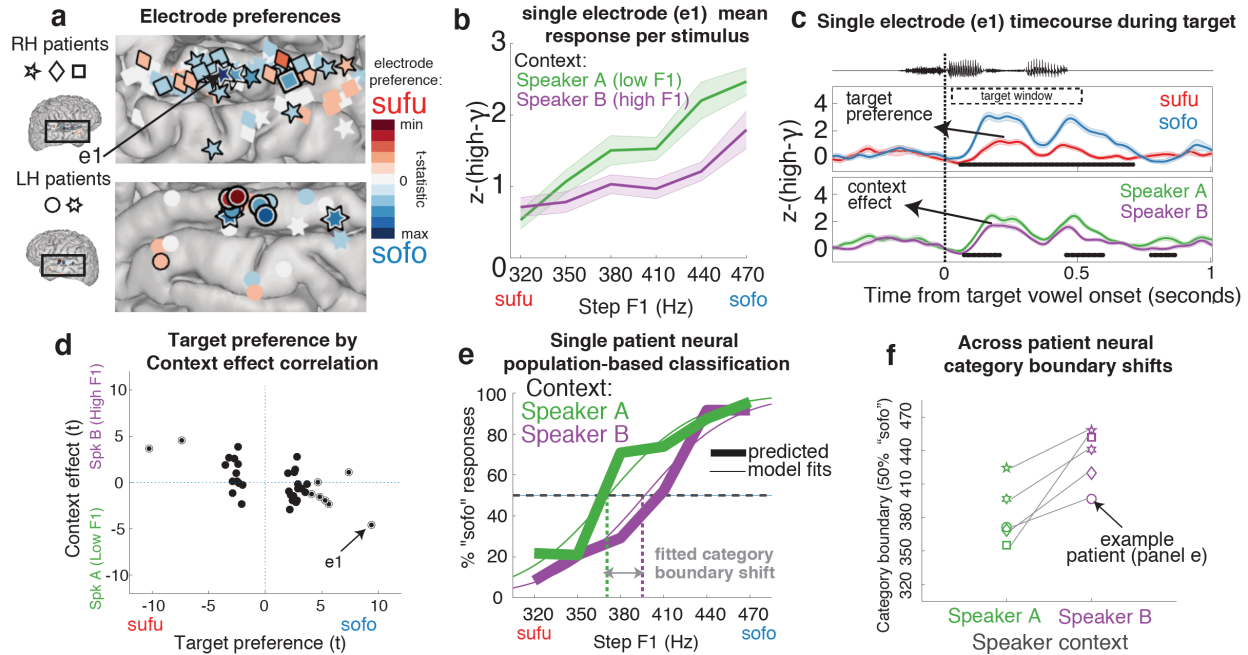 a
Electrode preferences
RH patients
e1
LH patients
electrode
preference:
sufu
min
t-statistic
0
max
sofo
b
single electrode (e1) mean
response per stimulus
Context:
Speaker A (low F1)
Speaker B (high F1)
z-(high-γ)
3
2
1
0
320 350 380 410 440 470
sufu
Step F1 (Hz)
sofo
c
Single electrode (e1) timecourse during target
target window
target
preference
sufu
sofo
4
2
0
z-(high-γ)
context
effect
Speaker A
Speaker B
4
2
0
0 0.5 1
Time from target vowel onset (seconds)
d
Target preference by
Context effect correlation
Spk B (High F1)
Context effect (t)
Spk A (Low F1)
10
5
0
-5
-10
e1
-10 -5 0 5 10
sufu
sofo
Target preference (t)
e
Single patient neural
population-based classification
Context:
Speaker A
Speaker B
% "sofo" responses
100
80
60
40
20
0
predicted
model fits
fitted category
boundary shift
320 350 380 410 440 470
sufu
Step F1 (Hz)
sofo
f
Across patient neural
category boundary shifts
Category boundary (50% “sofo”)
470
440
410
380
350
320
example
patient (panel e)
Speaker A
Speaker B
Speaker context